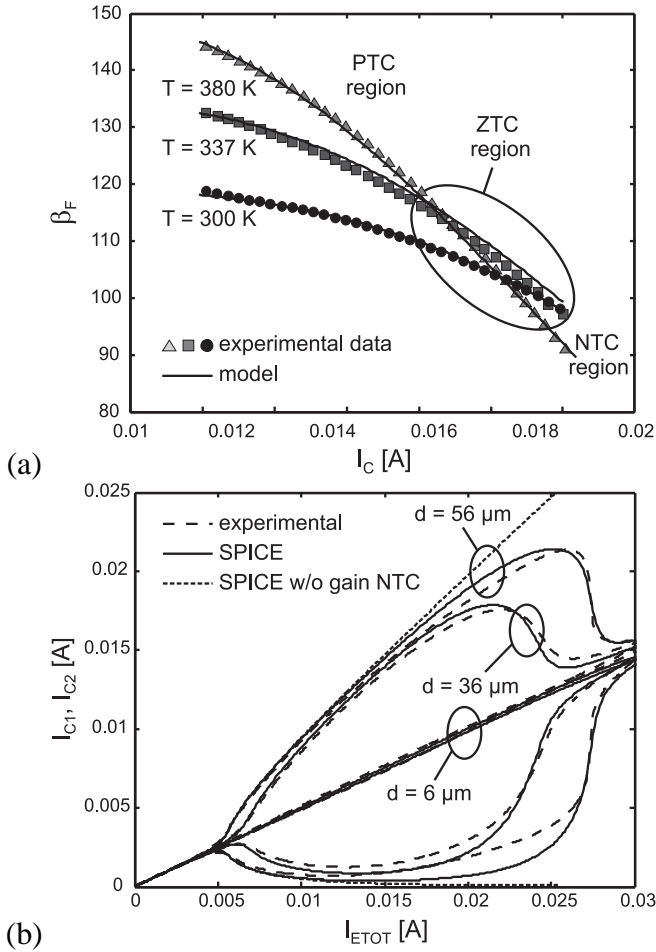 150
140
130
120
110
100
90
80
β_F
T = 380 K
T = 337 K
T = 300 K
PTC
region
ZTC
region
NTC
region
experimental data
model
0.01
0.012
0.014
0.016
0.018
0.02
I_C [A]
(a)
0.025
0.02
0.015
0.01
0.005
0
I_C1, I_C2 [A]
experimental
SPICE
SPICE w/o gain NTC
d = 56 µm
d = 36 µm
d = 6 µm
0
0.005
0.01
0.015
0.02
0.025
0.03
I_ETOT [A]
(b)